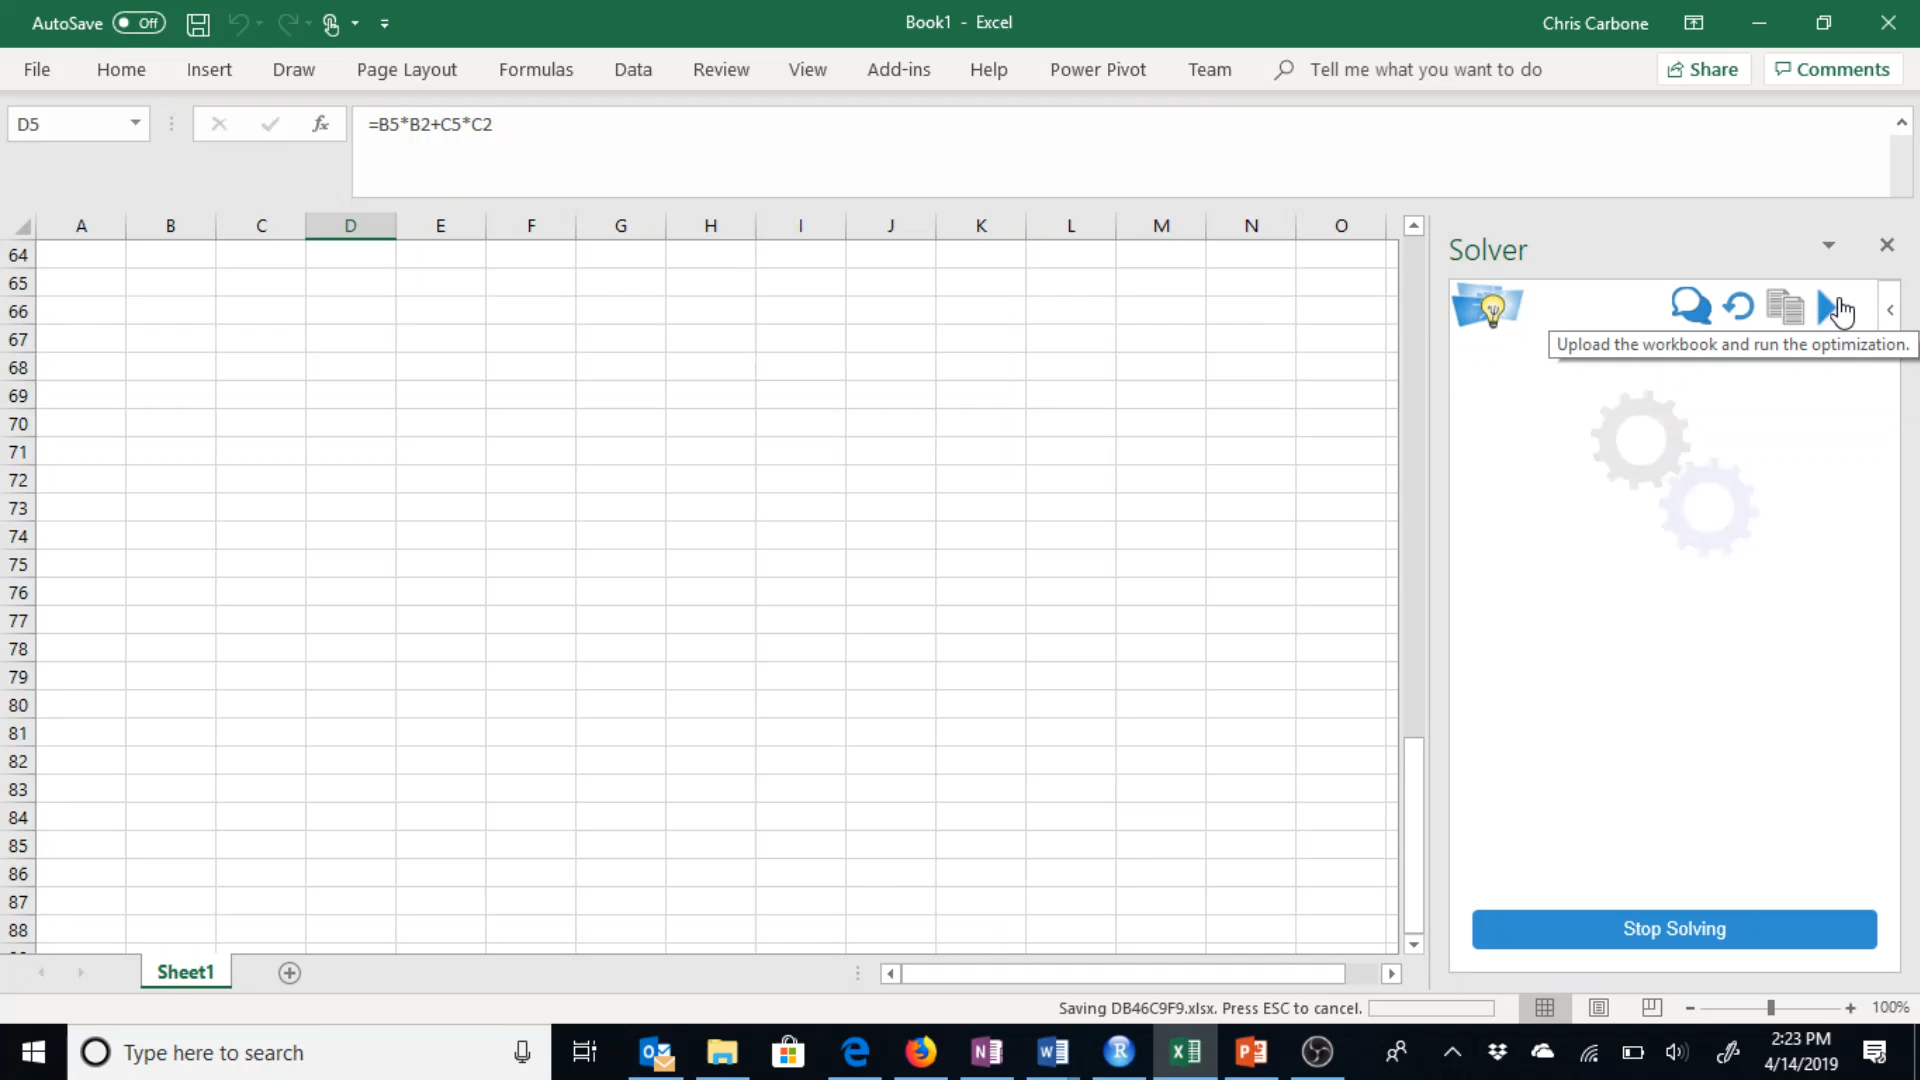 AutoSave Off
Book1 - Excel
Chris Carbone
File Home Insert Draw Page Layout Formulas Data Review View Add-ins Help Power Pivot Team Tell me what you want to do Share Comments
D5 fx =B5*B2+C5*C2
A B C D E F G H I J K L M N O
Solver
64
65
66
Upload the workbook and run the optimization.
67
68
69
70
71
72
73
74
75
76
77
78
79
80
81
82
83
84
85
86
87
88
Stop Solving
Sheet1
Saving DB46C9F9.xlsx. Press ESC to cancel.
100%
Type here to search
2:23 PM
4/14/2019